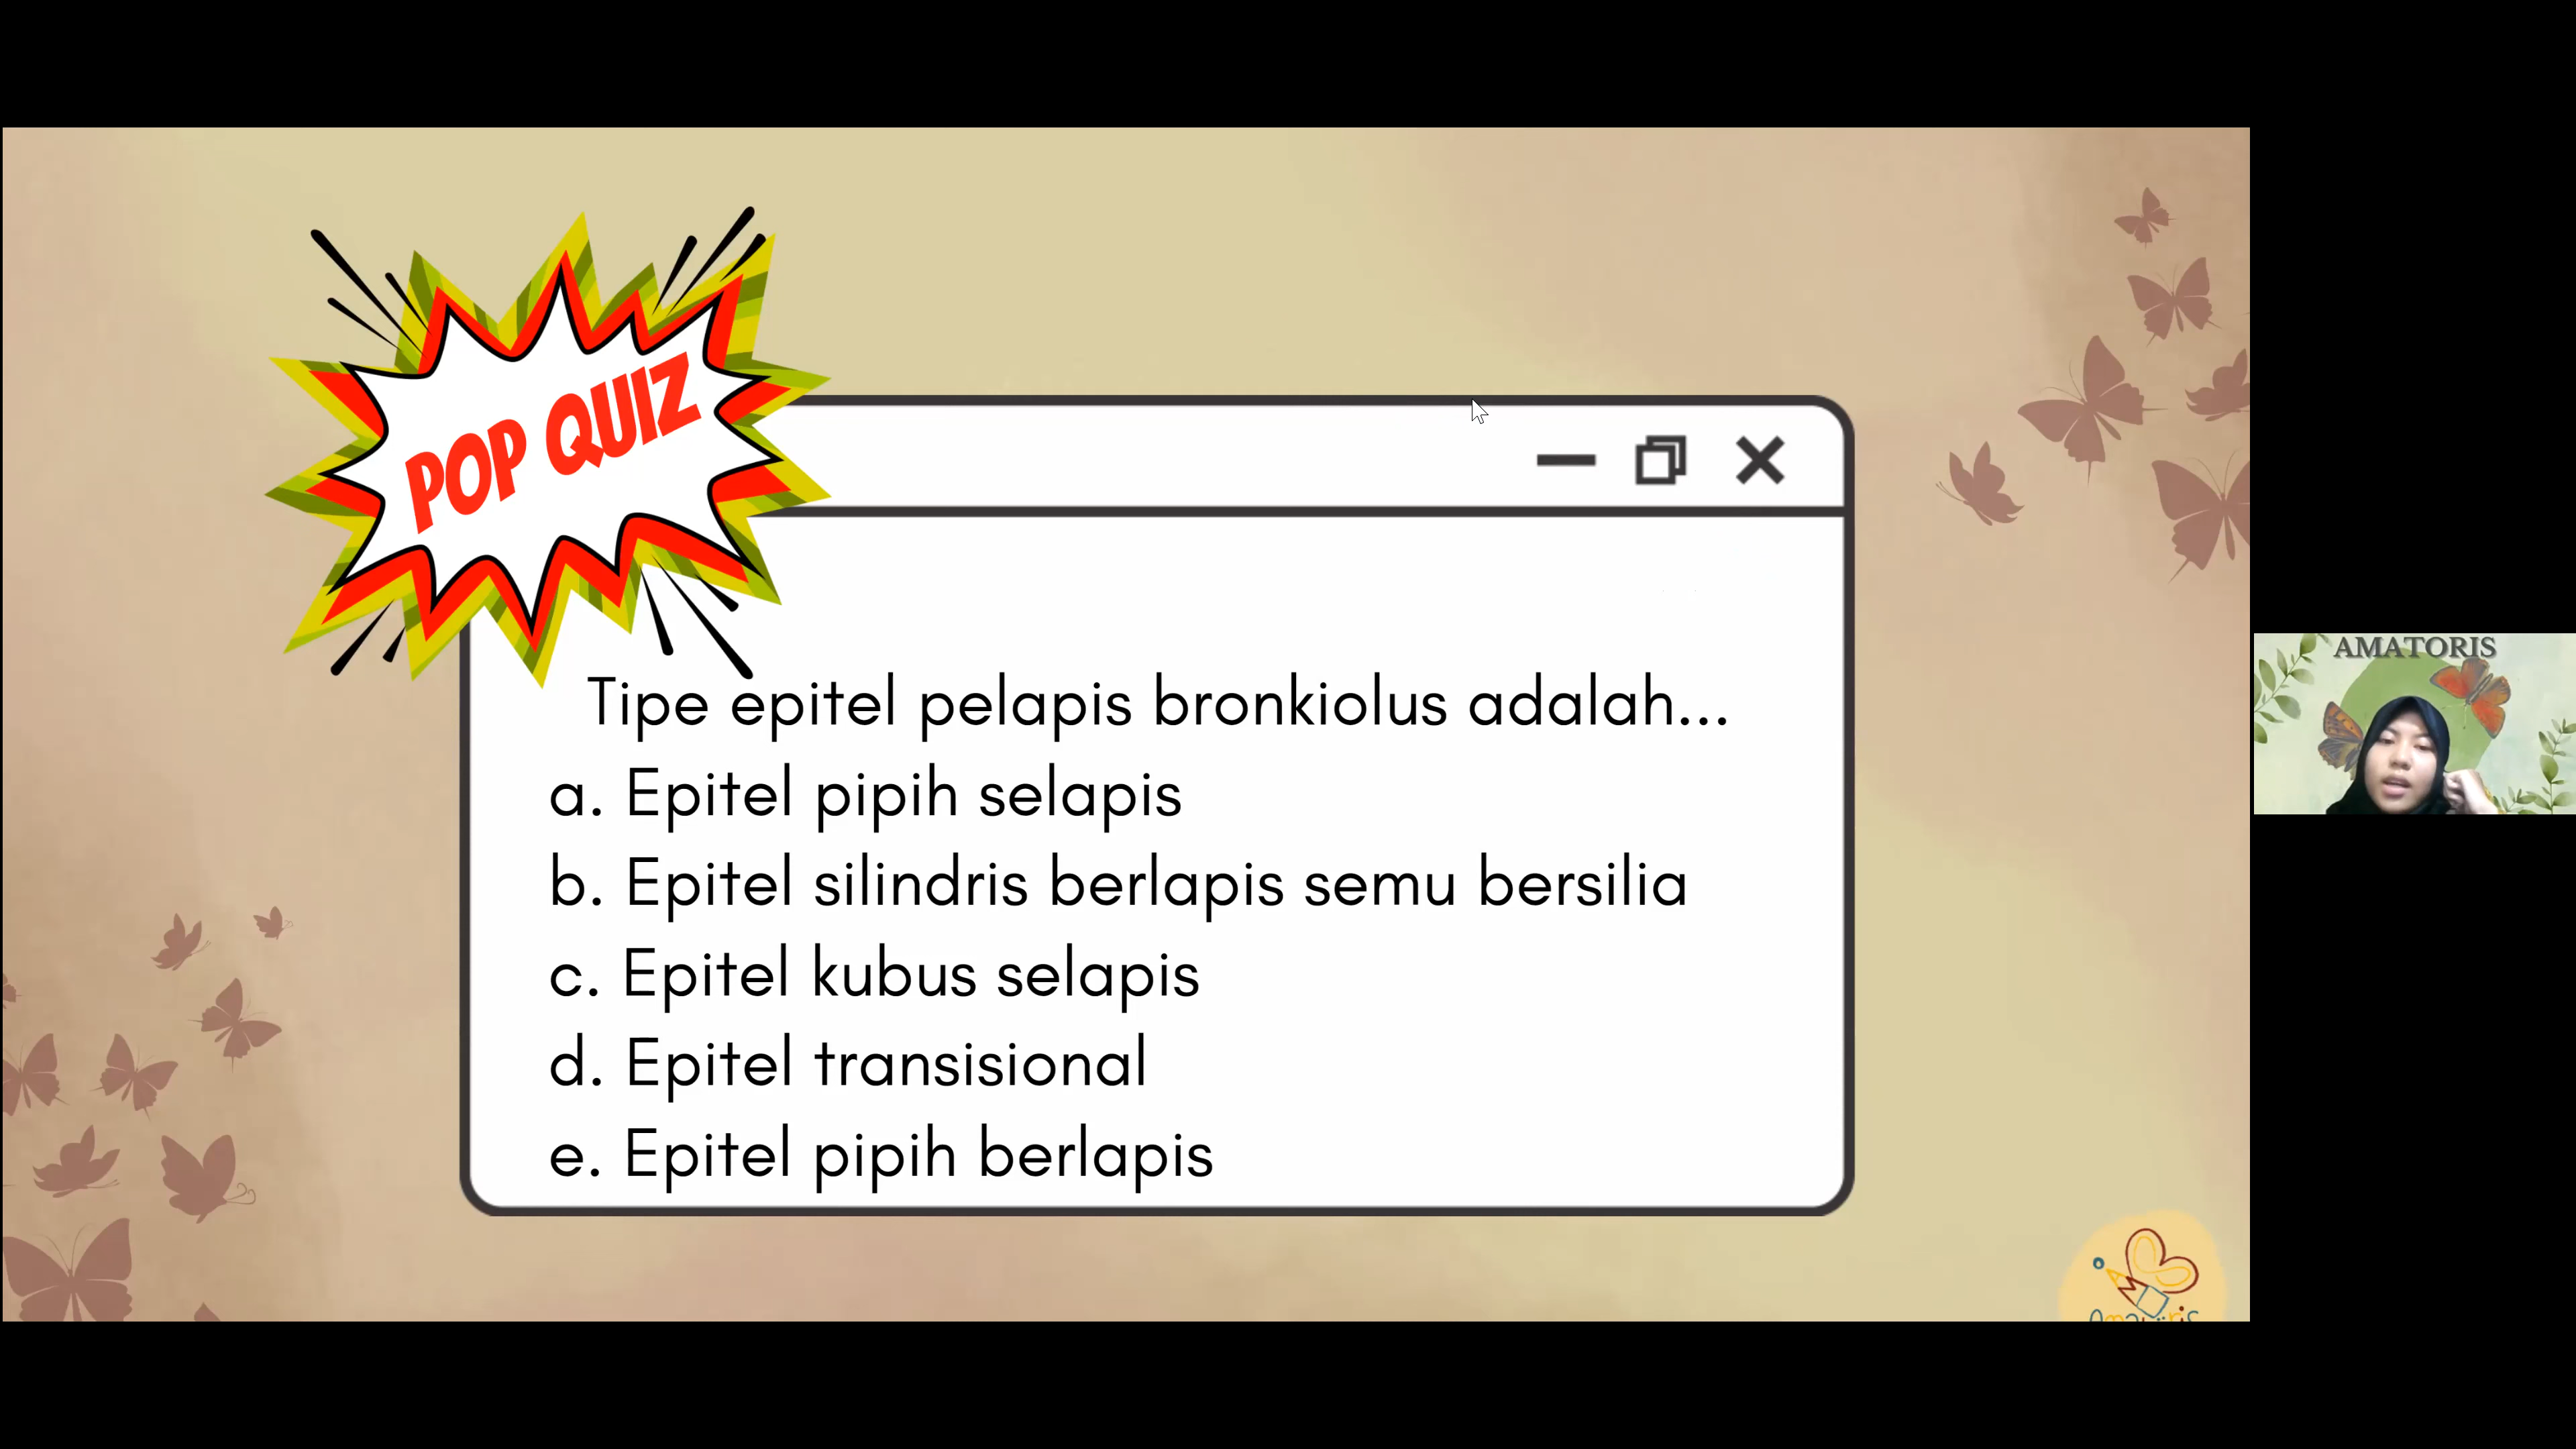 POP QUIZ
Tipe epitel pelapis bronkiolus adalah...
a. Epitel pipih selapis
b. Epitel silindris berlapis semu bersilia
c. Epitel kubus selapis
d. Epitel transisional
e. Epitel pipih berlapis
AMATORIS